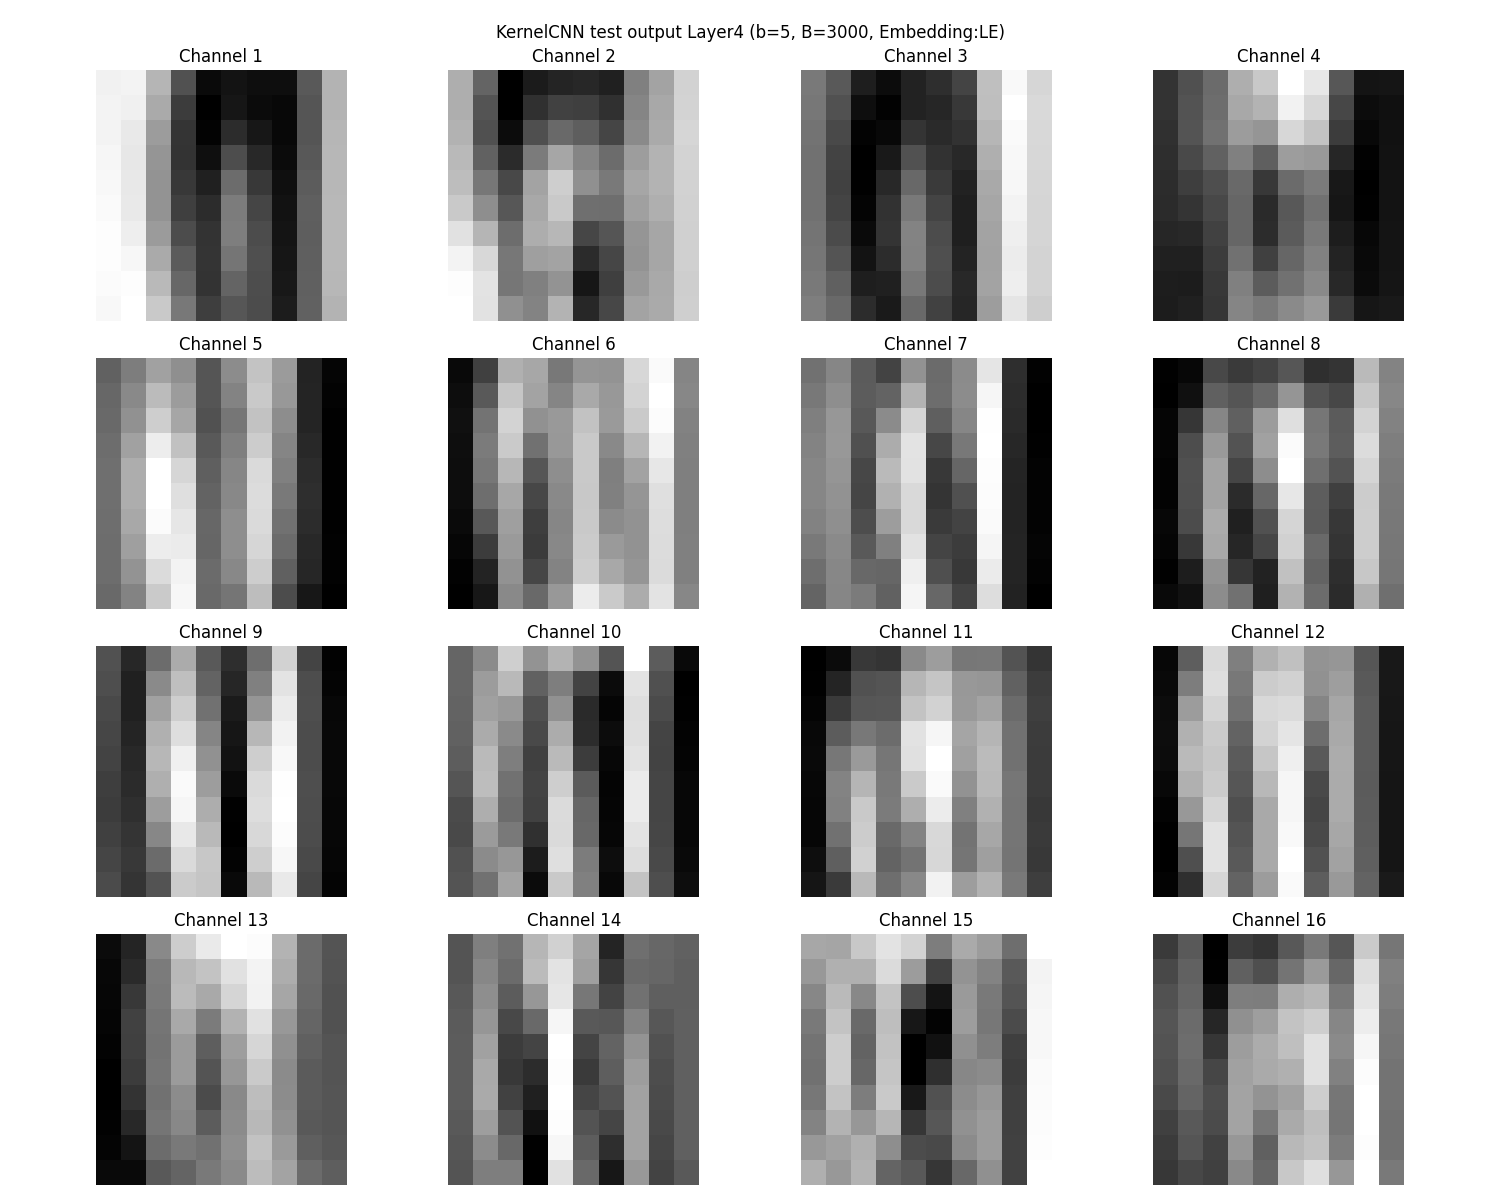 KernelCNN test output Layer4 (b=5, B=3000, Embedding:LE)
Channel 1
Channel 2
Channel 3
Channel 4
Channel 5
Channel 6
Channel 7
Channel 8
Channel 9
Channel 10
Channel 11
Channel 12
Channel 13
Channel 14
Channel 15
Channel 16